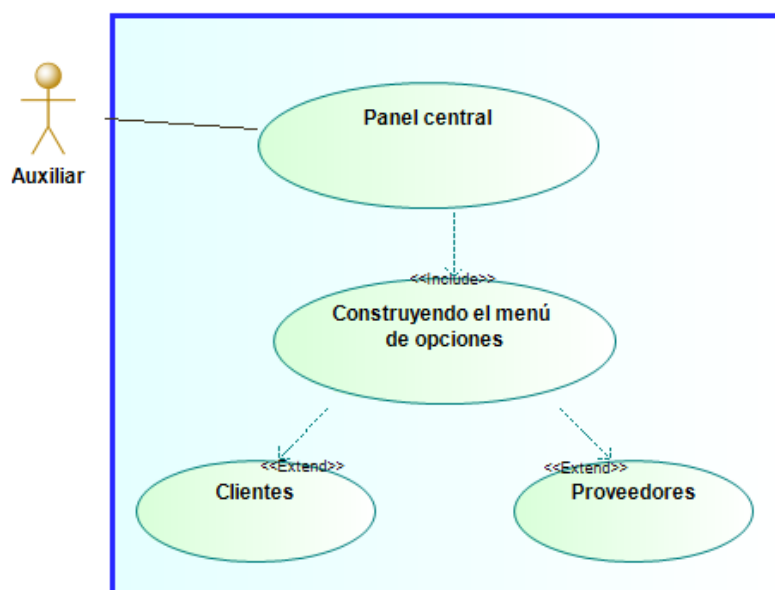 Panel central
Auxiliar
<<Include>>
Construyendo el menú
de opciones
<<Extend>>
<<Extend>>
Clientes
Proveedores